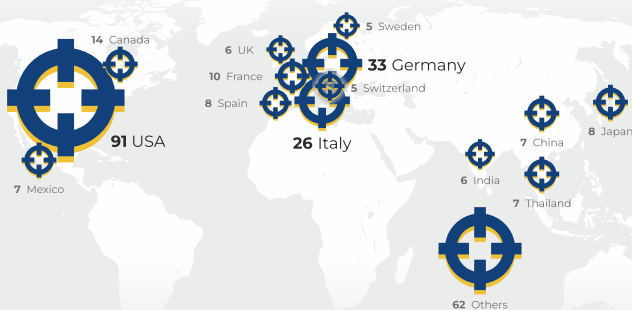 5 Sweden
14 Canada
6 UK
33 Germany
10 France
5 Switzerland
8 Spain
8 Japan
91 USA
26 Italy
7 China
6 India
7 Mexico
7 Thailand
62 Others